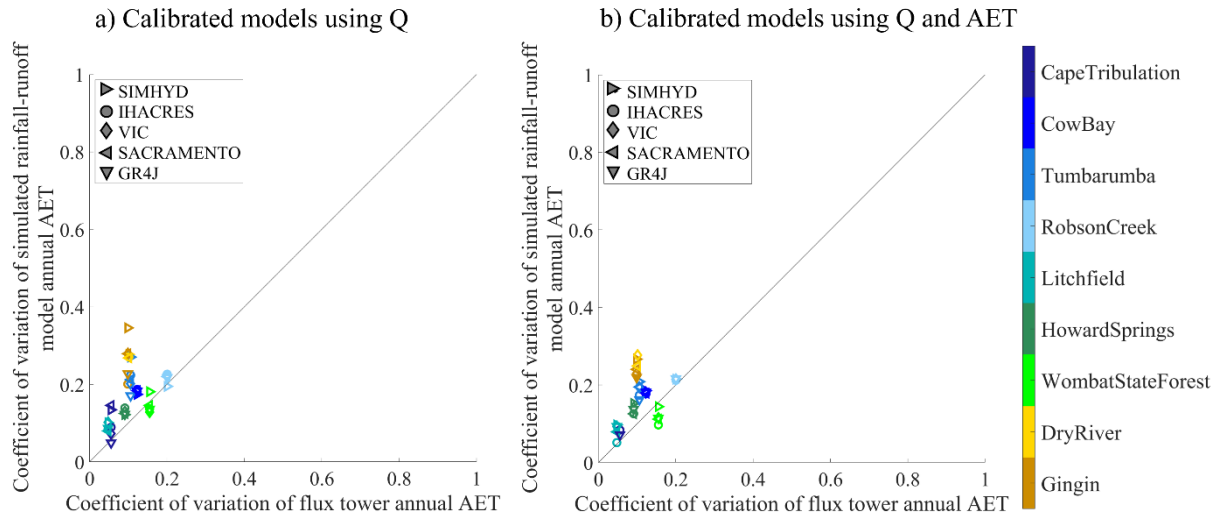 a) Calibrated models using Q
Coefficient of variation of simulated rainfall-runoff
model annual AET
1
0.8
0.6
0.4
0.2
0
SIMHYD
IHACRES
VIC
SACRAMENTO
GR4J
0
0.2
0.4
0.6
0.8
1
Coefficient of variation of flux tower annual AET
b) Calibrated models using Q and AET
Coefficient of variation of simulated rainfall-runoff
model annual AET
1
0.8
0.6
0.4
0.2
0
SIMHYD
IHACRES
VIC
SACRAMENTO
GR4J
0
0.2
0.4
0.6
0.8
1
Coefficient of variation of flux tower annual AET
CapeTribulation
CowBay
Tumbarumba
RobsonCreek
Litchfield
HowardSprings
WombatStateForest
DryRiver
Gingin